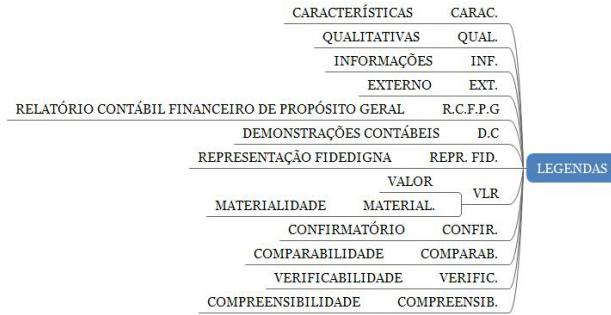 CARACTERÍSTICAS CARAC.
QUALITATIVAS QUAL.
INFORMAÇÕES INF.
EXTERNO EXT.
RELATÓRIO CONTÁBIL FINANCEIRO DE PROPÓSITO GERAL R.C.F.P.G
DEMONSTRAÇÕES CONTÁBEIS D.C
REPRESENTAÇÃO FIDEDIGNA REPR. FID.
LEGENDAS
VALOR
VLR
MATERIALIDADE MATERIAL.
CONFIRMATÓRIO CONFIR.
COMPARABILIDADE COMPARAB.
VERIFICABILIDADE VERIFIC.
COMPREENSIBILIDADE COMPREENSIB.